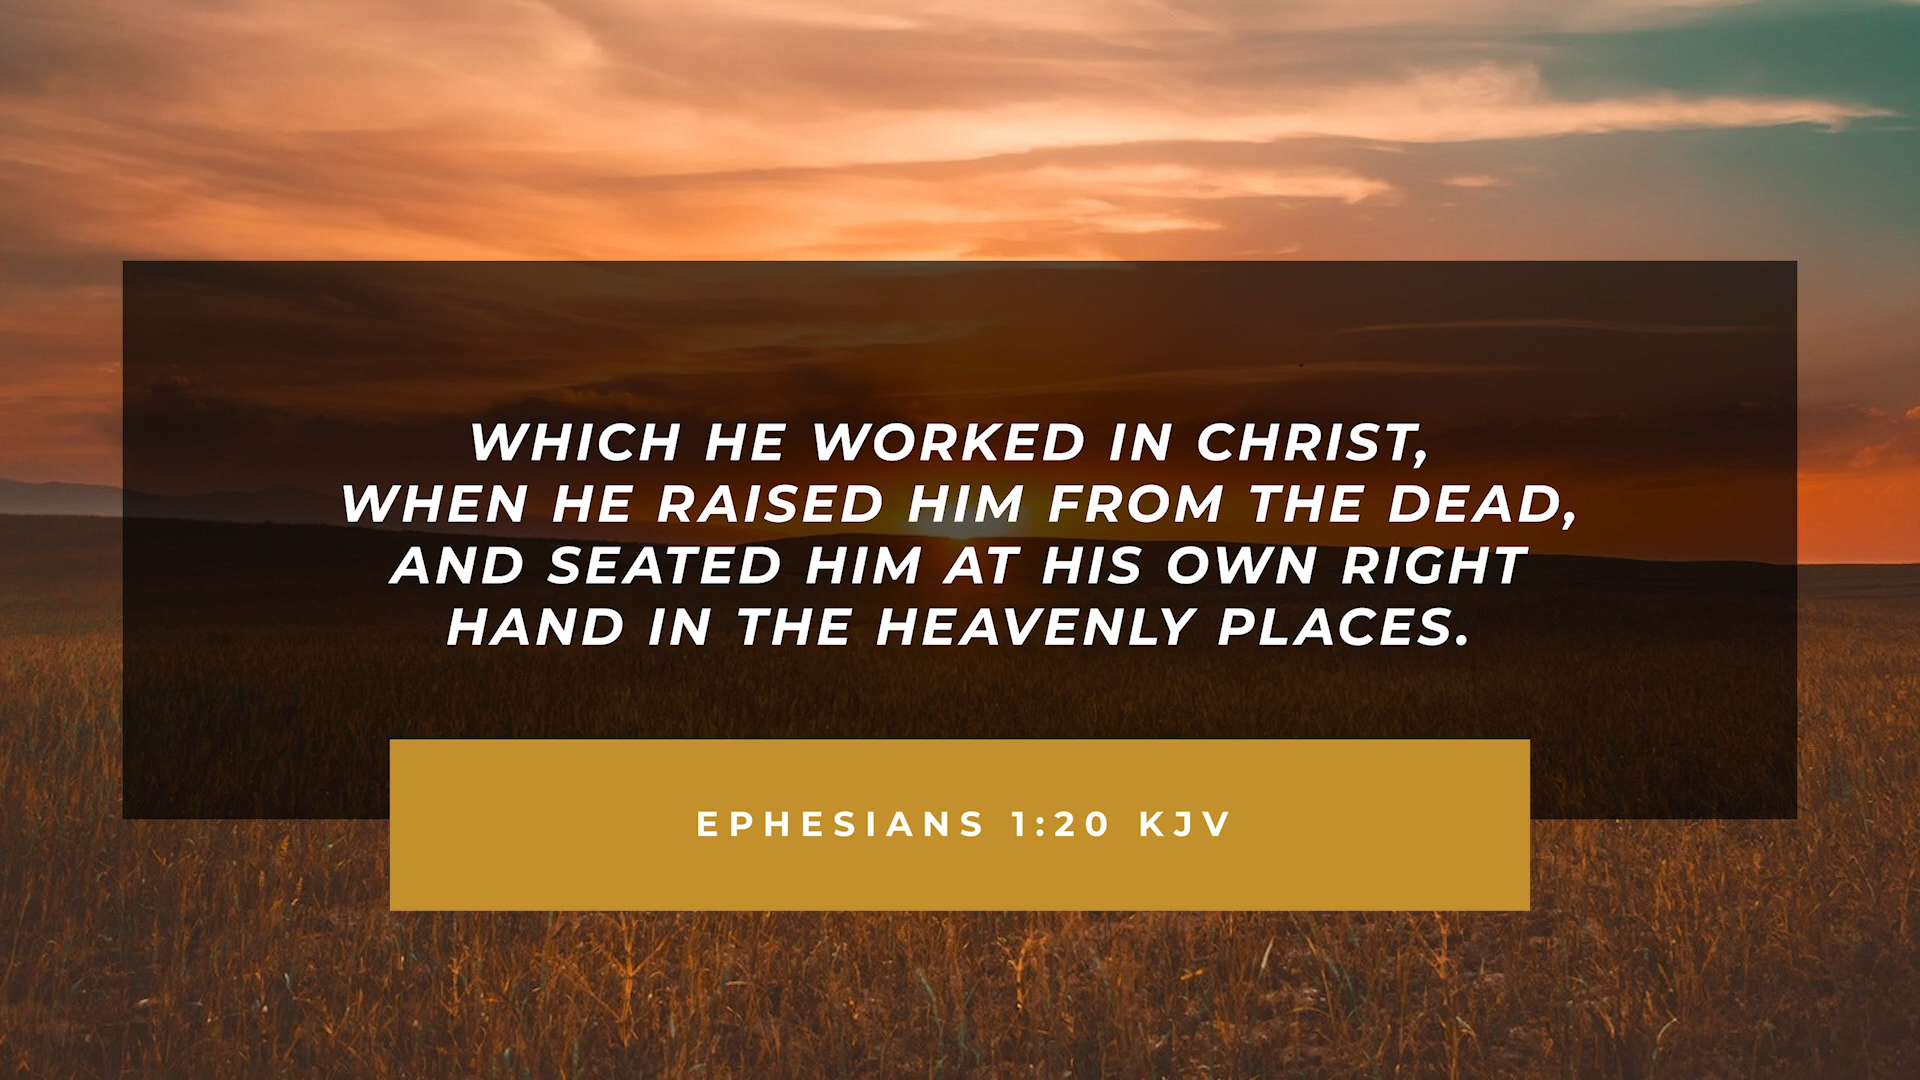 WHICH HE WORKED IN CHRIST,
WHEN HE RAISED HIM FROM THE DEAD,
AND SEATED HIM AT HIS OWN RIGHT
HAND IN THE HEAVENLY PLACES.
EPHESIANS 1:20 KJV